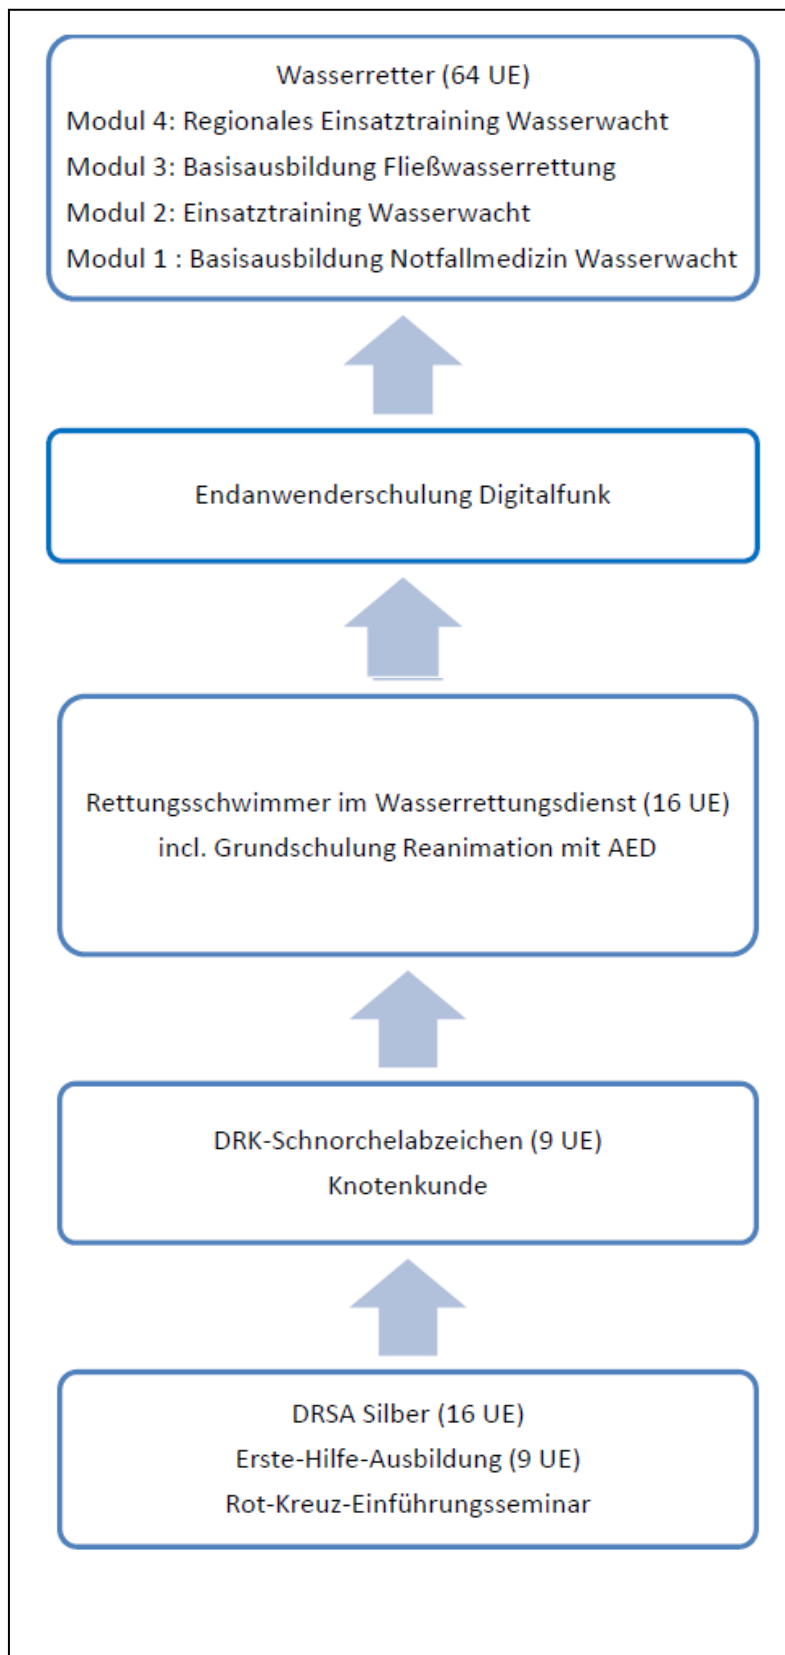 Wasserretter (64 UE)
Modul 4: Regionales Einsatztraining Wasserwacht
Modul 3: Basisausbildung Fließwasserrettung
Modul 2: Einsatztraining Wasserwacht
Modul 1 : Basisausbildung Notfallmedizin Wasserwacht
Endanwenderschulung Digitalfunk
Rettungsschwimmer im Wasserrettungsdienst (16 UE)
incl. Grundschulung Reanimation mit AED
DRK-Schnorchelabzeichen (9 UE)
Knotenkunde
DRSA Silber (16 UE)
Erste-Hilfe-Ausbildung (9 UE)
Rot-Kreuz-Einführungsseminar